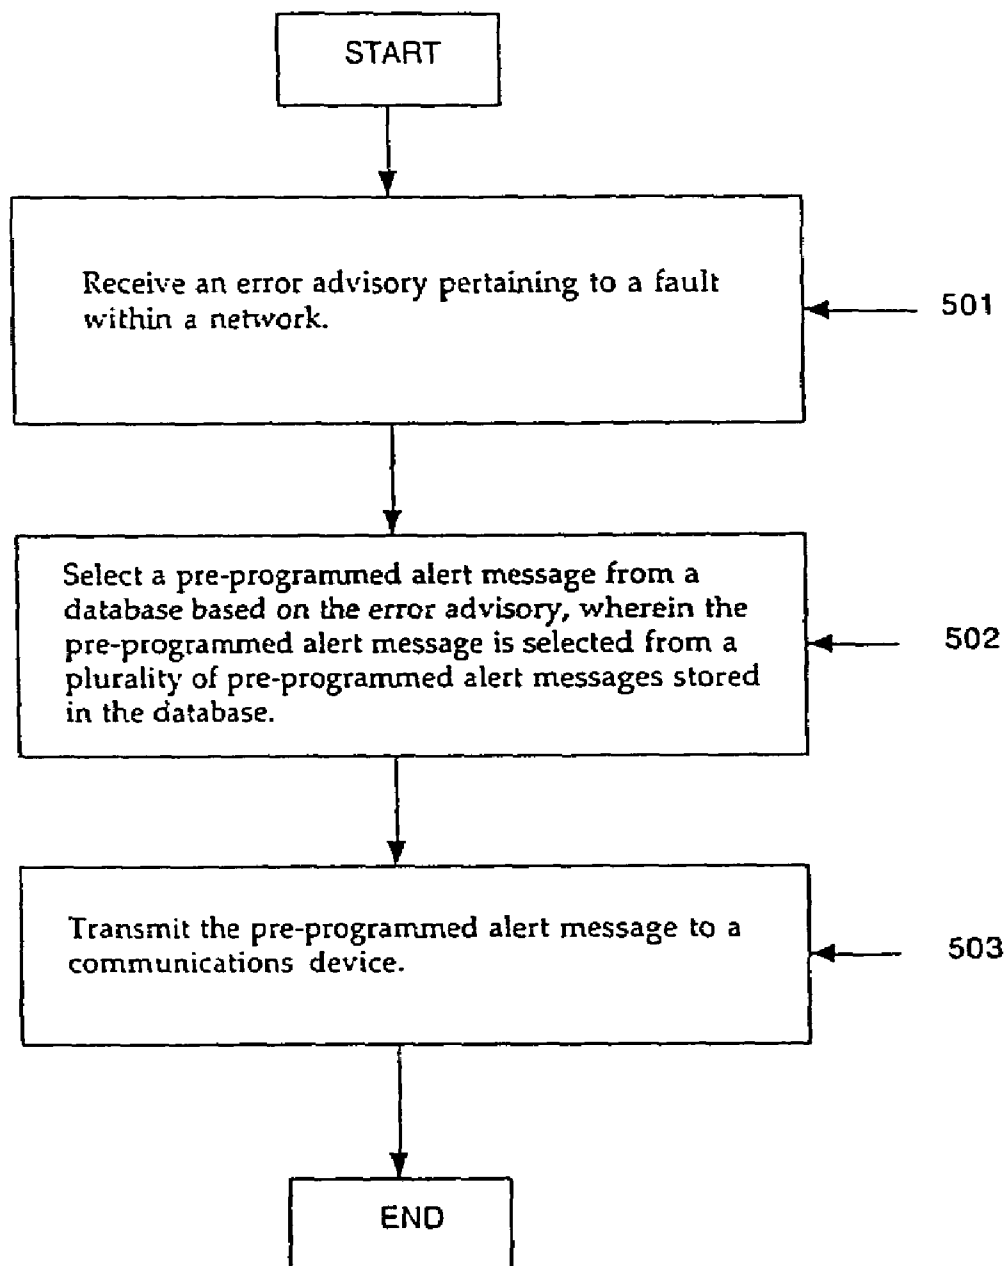 START
Receive an error advisory pertaining to a fault
within a network.
501
Select a pre-programmed alert message from a
database based on the error advisory, wherein the
pre-programmed alert message is selected from a
plurality of pre-programmed alert messages stored
in the database.
502
Transmit the pre-programmed alert message to a
communications device.
503
END